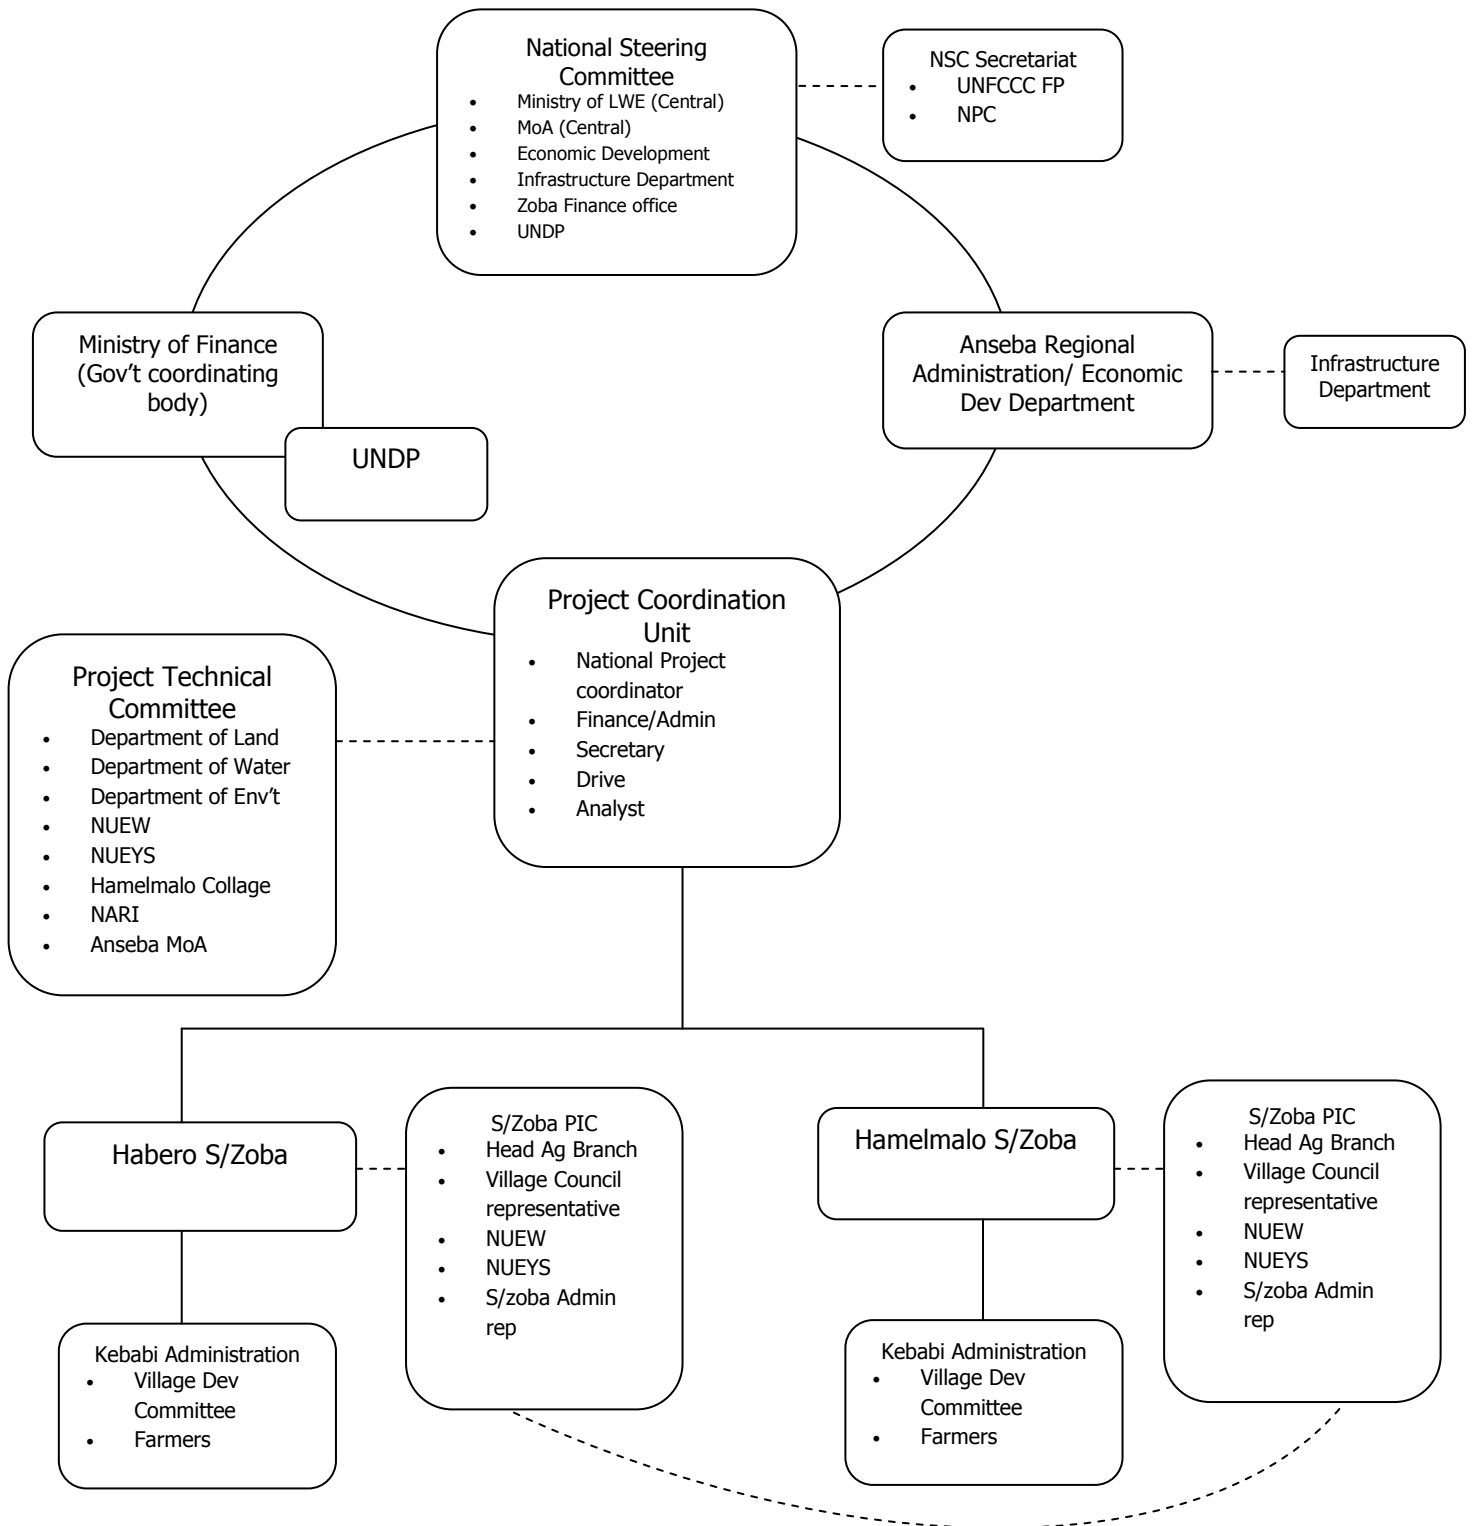 National Steering
Committee
• Ministry of LWE (Central)
• MoA (Central)
• Economic Development
• Infrastructure Department
• Zoba Finance office
• UNDP
NSC Secretariat
• UNFCCC FP
• NPC
Ministry of Finance
(Gov't coordinating
body)
UNDP
Anseba Regional
Administration/ Economic
Dev Department
Infrastructure
Department
Project Coordination
Unit
• National Project
coordinator
• Finance/Admin
• Secretary
• Drive
• Analyst
Project Technical
Committee
• Department of Land
• Department of Water
• Department of Env't
• NUEW
• NUEYS
• Hamelmalo Collage
• NARI
• Anseba MoA
Habero S/Zoba
S/Zoba PIC
• Head Ag Branch
• Village Council
representative
• NUEW
• NUEYS
• S/zoba Admin
rep
Hamelmalo S/Zoba
S/Zoba PIC
• Head Ag Branch
• Village Council
representative
• NUEW
• NUEYS
• S/zoba Admin
rep
Kebabi Administration
• Village Dev
Committee
• Farmers
Kebabi Administration
• Village Dev
Committee
• Farmers